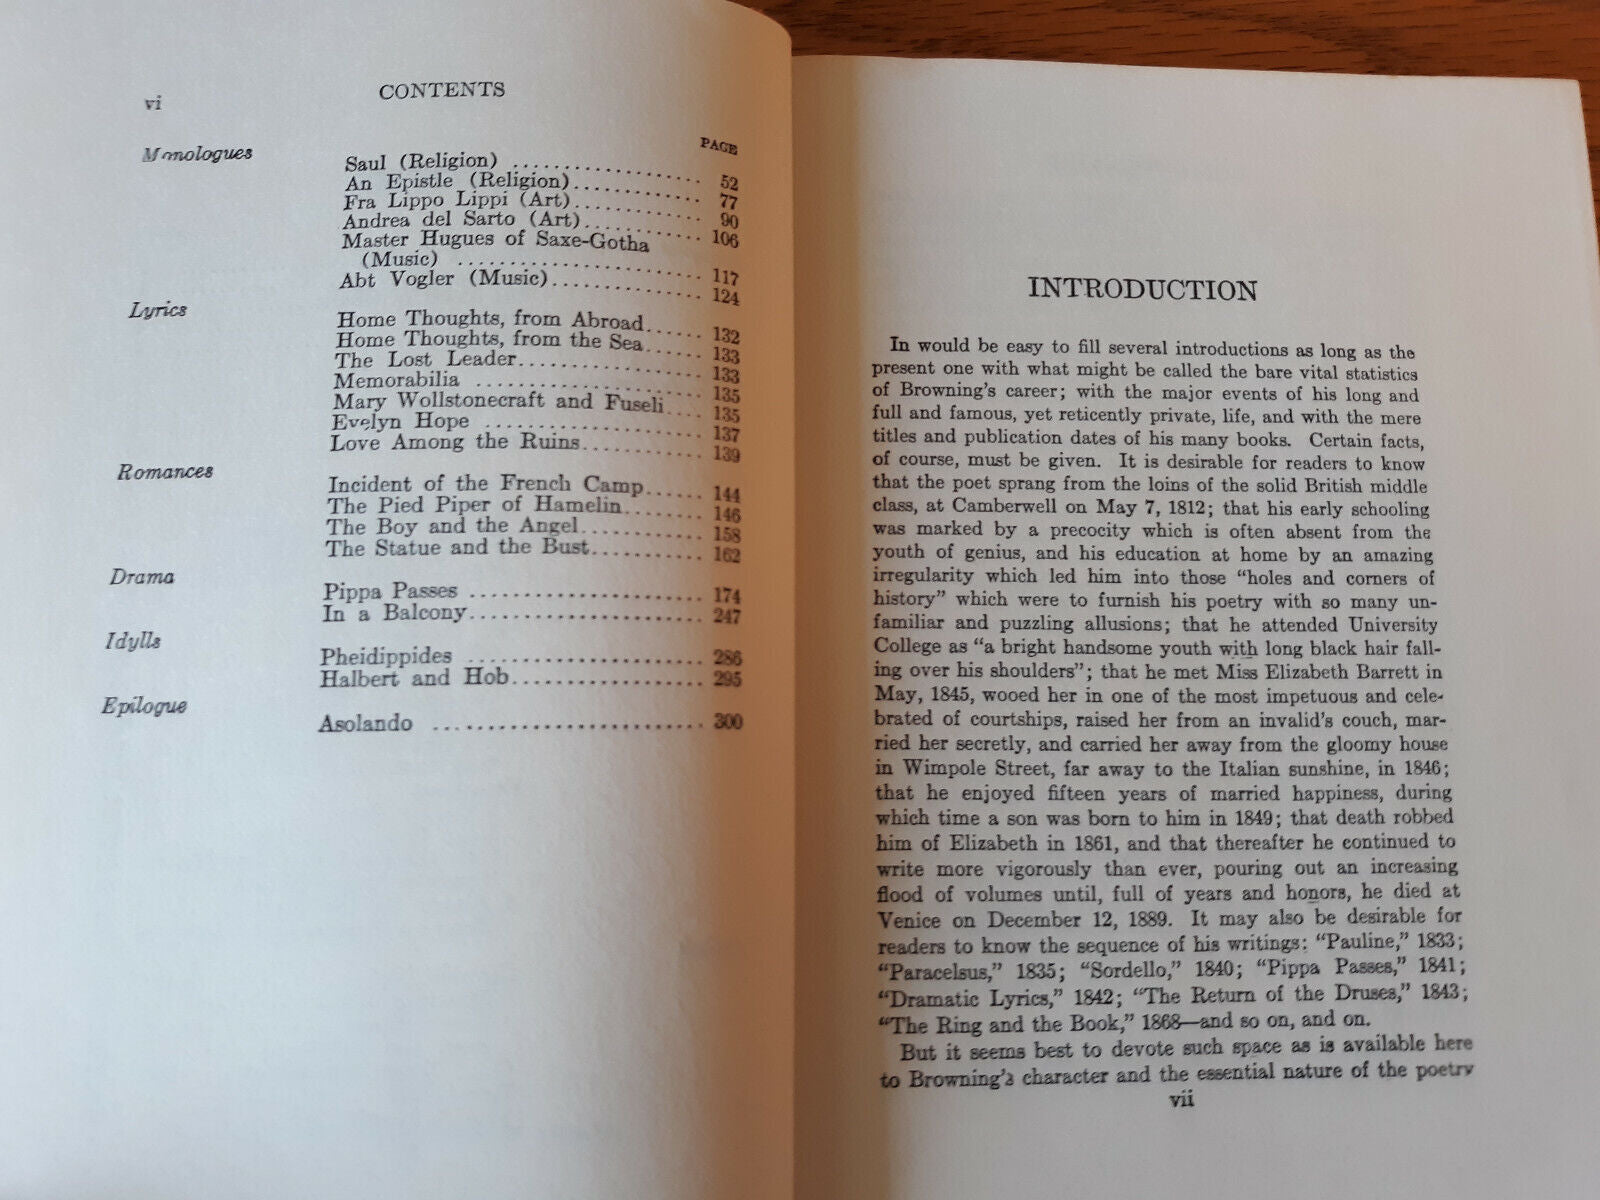 vi
CONTENTS
PAGE
Monologues
Saul (Religion) .................... 52
An Epistle (Religion).............. 77
Fra Lippo Lippi (Art).............. 90
Andrea del Sarto (Art)............. 106
Master Hugues of Saxe-Gotha
(Music) ........................ 117
Abt Vogler (Music)................ 124
Lyrics
Home Thoughts, from Abroad...... 132
Home Thoughts, from the Sea...... 133
The Lost Leader................... 133
Memorabilia ...................... 135
Mary Wollstonecraft and Fuseli.... 135
Evelyn Hope ...................... 137
Love Among the Ruins............. 139
Romances
Incident of the French Camp...... 144
The Pied Piper of Hamelin........ 146
The Boy and the Angel............ 158
The Statue and the Bust........... 162
Drama
Pippa Passes ...................... 174
In a Balcony...................... 247
Idylls
Pheidippides ...................... 286
Halbert and Hob.................. 295
Epilogue
Asolando ......................... 300
INTRODUCTION
In would be easy to fill several introductions as long as the
present one with what might be called the bare vital statistics
of Browning's career; with the major events of his long and
full and famous, yet reticently private, life, and with the mere
titles and publication dates of his many books. Certain facts,
of course, must be given. It is desirable for readers to know
that the poet sprang from the loins of the solid British middle
class, at Camberwell on May 7, 1812; that his early schooling
was marked by a precocity which is often absent from the
youth of genius, and his education at home by an amazing
irregularity which led him into those "holes and corners of
history" which were to furnish his poetry with so many un-
familiar and puzzling allusions; that he attended University
College as "a bright handsome youth with long black hair fall-
ing over his shoulders"; that he met Miss Elizabeth Barrett in
May, 1845, wooed her in one of the most impetuous and cele-
brated of courtships, raised her from an invalid's couch, mar-
ried her secretly, and carried her away from the gloomy house
in Wimpole Street, far away to the Italian sunshine, in 1846;
that he enjoyed fifteen years of married happiness, during
which time a son was born to him in 1849; that death robbed
him of Elizabeth in 1861, and that thereafter he continued to
write more vigorously than ever, pouring out an increasing
flood of volumes until, full of years and honors, he died at
Venice on December 12, 1889. It may also be desirable for
readers to know the sequence of his writings: "Pauline," 1833;
"Paracelsus," 1835; "Sordello," 1840; "Pippa Passes," 1841;
"Dramatic Lyrics," 1842; "The Return of the Druses," 1843;
"The Ring and the Book," 1868—and so on, and on.
But it seems best to devote such space as is available here
to Browning's character and the essential nature of the poetry
vii